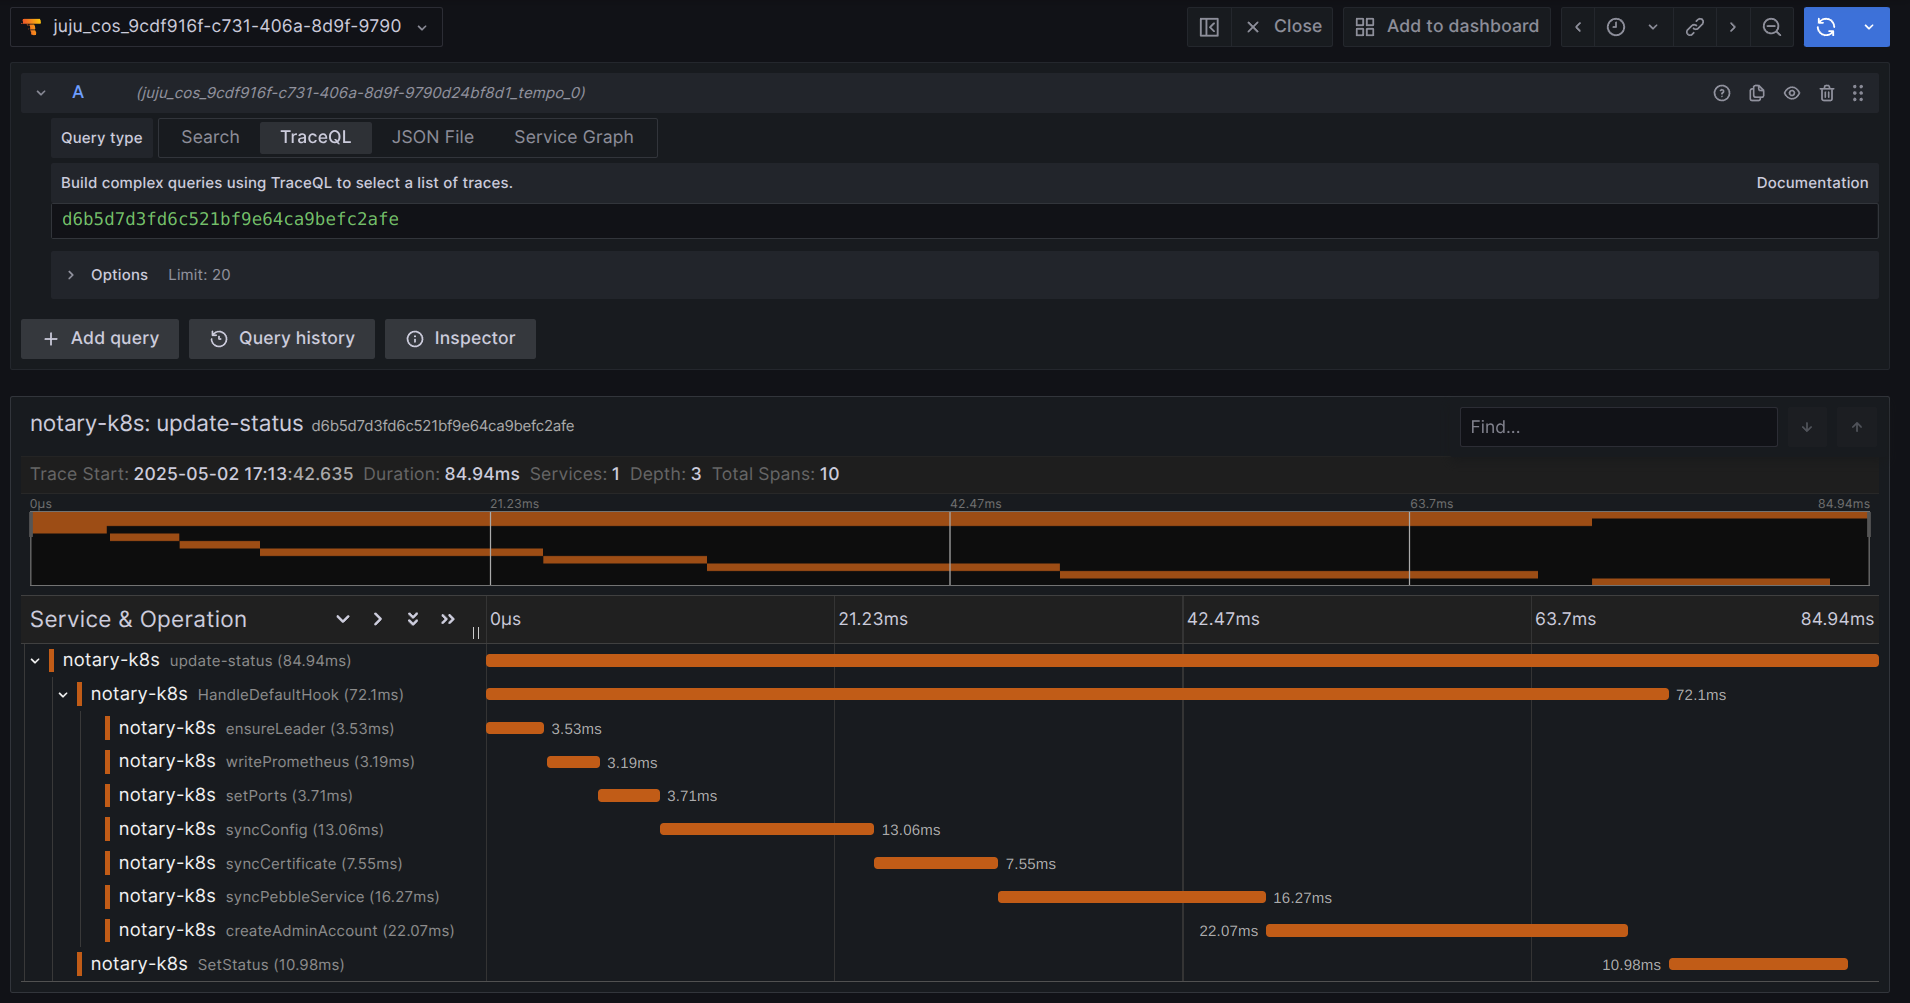 juju_cos_9cdf916f-c731-406a-8d9f-9790
Close
Add to dashboard
A
(juju_cos_9cdf916f-c731-406a-8d9f-9790d24bf8d1_tempo_0)
Query type
Search
TraceQL
JSON File
Service Graph
Build complex queries using TraceQL to select a list of traces.
Documentation
d6b5d7d3fd6c521bf9e64ca9befc2afe
Options Limit: 20
Add query
Query history
Inspector
notary-k8s: update-status d6b5d7d3fd6c521bf9e64ca9befc2afe
Find...
Trace Start: 2025-05-02 17:13:42.635 Duration: 84.94ms Services: 1 Depth: 3 Total Spans: 10
0μs 21.23ms 42.47ms 63.7ms 84.94ms
Service & Operation
0μs 21.23ms 42.47ms 63.7ms 84.94ms
notary-k8s update-status (84.94ms)
notary-k8s HandleDefaultHook (72.1ms) 72.1ms
notary-k8s ensureLeader (3.53ms) 3.53ms
notary-k8s writePrometheus (3.19ms) 3.19ms
notary-k8s setPorts (3.71ms) 3.71ms
notary-k8s syncConfig (13.06ms) 13.06ms
notary-k8s syncCertificate (7.55ms) 7.55ms
notary-k8s syncPebbleService (16.27ms) 16.27ms
notary-k8s createAdminAccount (22.07ms) 22.07ms
notary-k8s SetStatus (10.98ms) 10.98ms